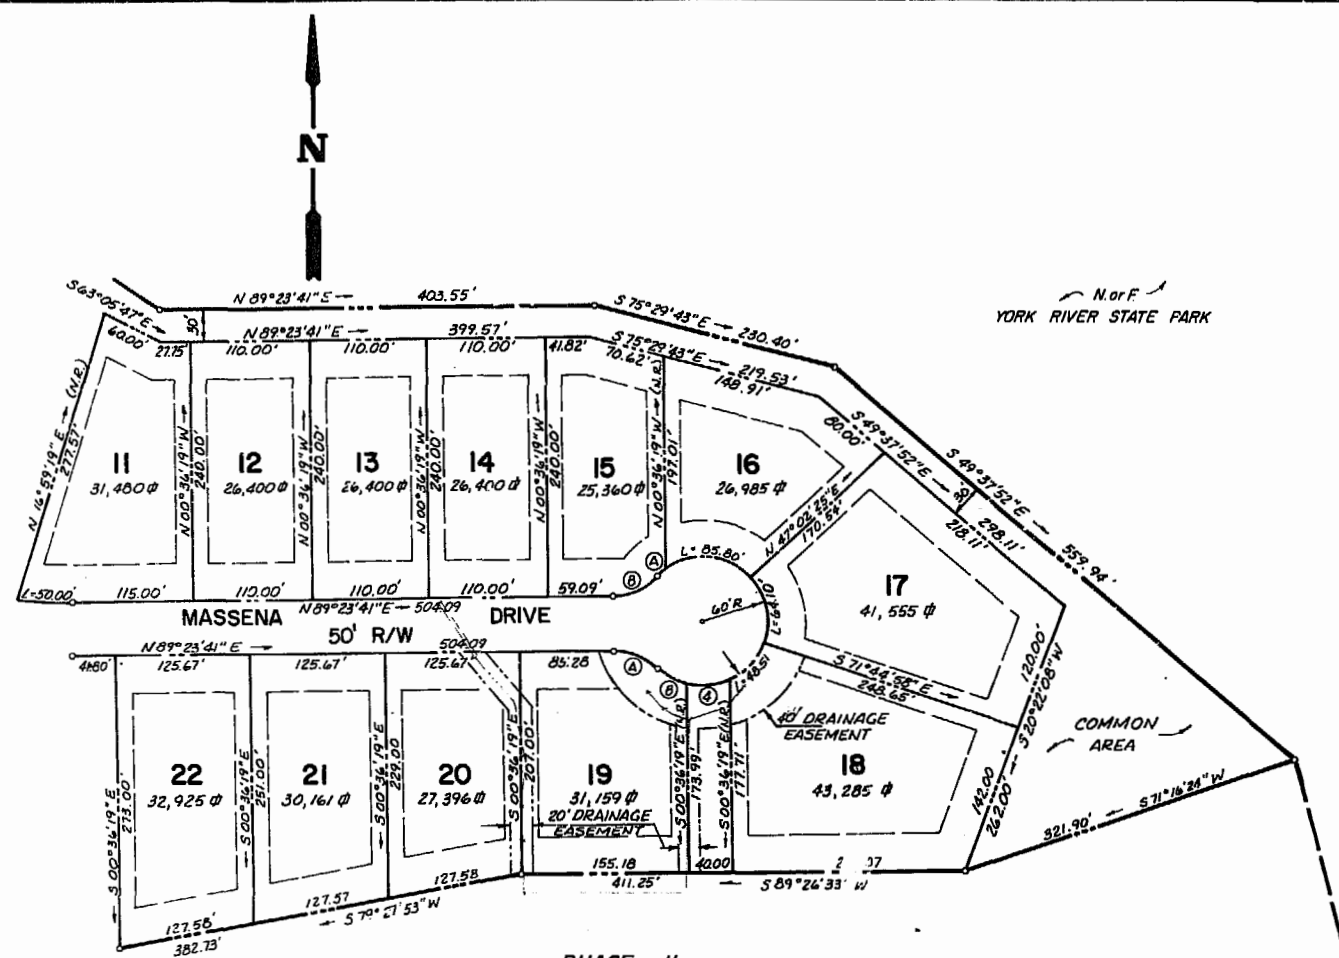 N
N. or F.
YORK RIVER STATE PARK
S 63°05'47" E
N 89°23'41" E
403.55'
S 75°29'43" E
230.40'
30'
N 89°23'41" E
399.57'
60.00'
27.75'
110.00'
110.00'
110.00'
41.82'
70.62'
S 75°29'43" E
219.53'
148.91'
80.00'
S 49°37'52" E
S 49°37'52" E
559.94'
30'
218.11'
298.11'
N 16°59'19" E (N.R.)
277.57'
N 00°36'19" W
240.00'
N 00°36'19" W
240.00'
N 00°36'19" W
240.00'
N 00°36'19" W
240.00'
N 00°36'19" W (N.R.)
197.01'
N 47°02'25" E
170.54'
11
31,480 ф
12
26,400 ф
13
26,400 ф
14
26,400 ф
15
25,360 ф
16
26,985 ф
17
41,555 ф
L=50.00'
115.00'
110.00'
110.00'
110.00'
59.09'
B
A
L=85.80'
L=64.10'
60' R
MASSENA DRIVE
N 89°23'41" E
504.09
50' R/W
N 89°23'41" E
504.09
41.80'
125.67'
125.67'
125.67
85.28
A
B
4
L=48.51
S 71°44'58" E
248.65'
120.00'
S 20°22'08" W
142.00
262.00'
40' DRAINAGE
EASEMENT
COMMON
AREA
S 71°16'24" W
321.90'
S 00°36'19" E
273.00'
S 00°36'19" E
251.00'
S 00°36'19" E
229.00
S 00°36'19" E
207.00'
S 00°36'19" E (N.R.)
173.99'
S 00°36'19" E (N.R.)
177.71'
22
32,925 ф
21
30,161 ф
20
27,396 ф
19
31,159 ф
20' DRAINAGE
EASEMENT
18
43,285 ф
127.58'
382.73'
127.57
127.58
155.18
411.25'
40.00
S 89°26'33" W
PHASE